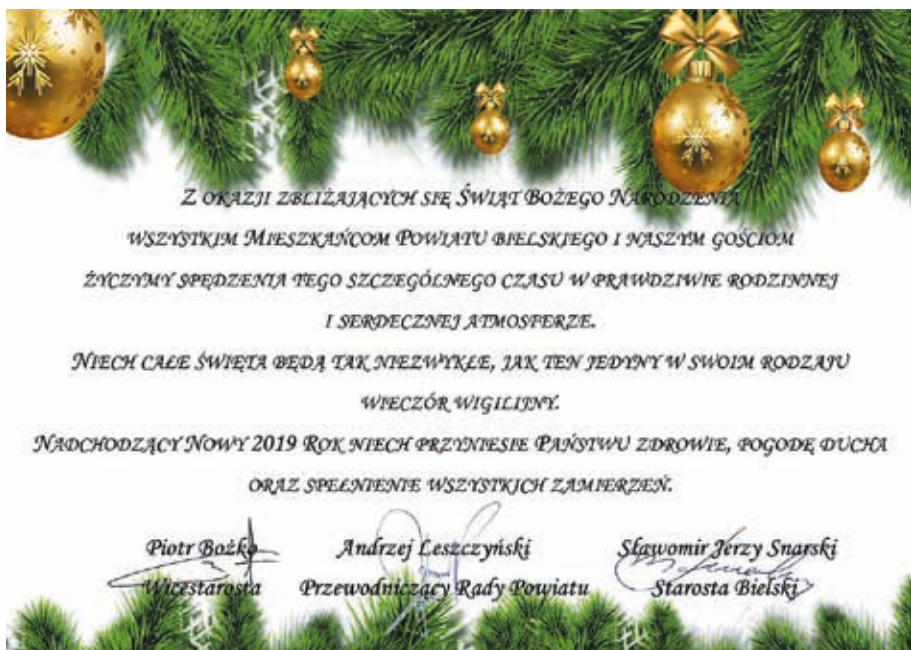 Z OKAZJI ZBLIŻAJĄCYCH SIĘ ŚWIĄT BOŻEGO NARODZENIA
WSZYSTKIM MIESZKAŃCOM POWIATU BIELSKIEGO I NASZYM GOŚCIOM
ŻYCZYMY SPĘDZENIA TEGO SZCZEGÓLNEGO CZASU W PRAWDZIWIE RODZINNEJ
I SERDECZNEJ ATMOSFERZE.
NIECH CAŁE ŚWIĘTA BĘDĄ TAK NIEZWYKŁE, JAK TEN JEDYNY W SWOIM RODZAJU
WIECZÓR WIGILIJNY.
NADCHODZĄCY NOWY 2019 ROK NIECH PRZYNIESIE PAŃSTWU ZDROWIE, POGODĘ DUCHA
ORAZ SPEŁNIENIE WSZYSTKICH ZAMIERZEŃ.
Piotr Bożko Andrzej Leszczyński Sławomir Jerzy Snarski
Wicestarosta Przewodniczący Rady Powiatu Starosta Bielski